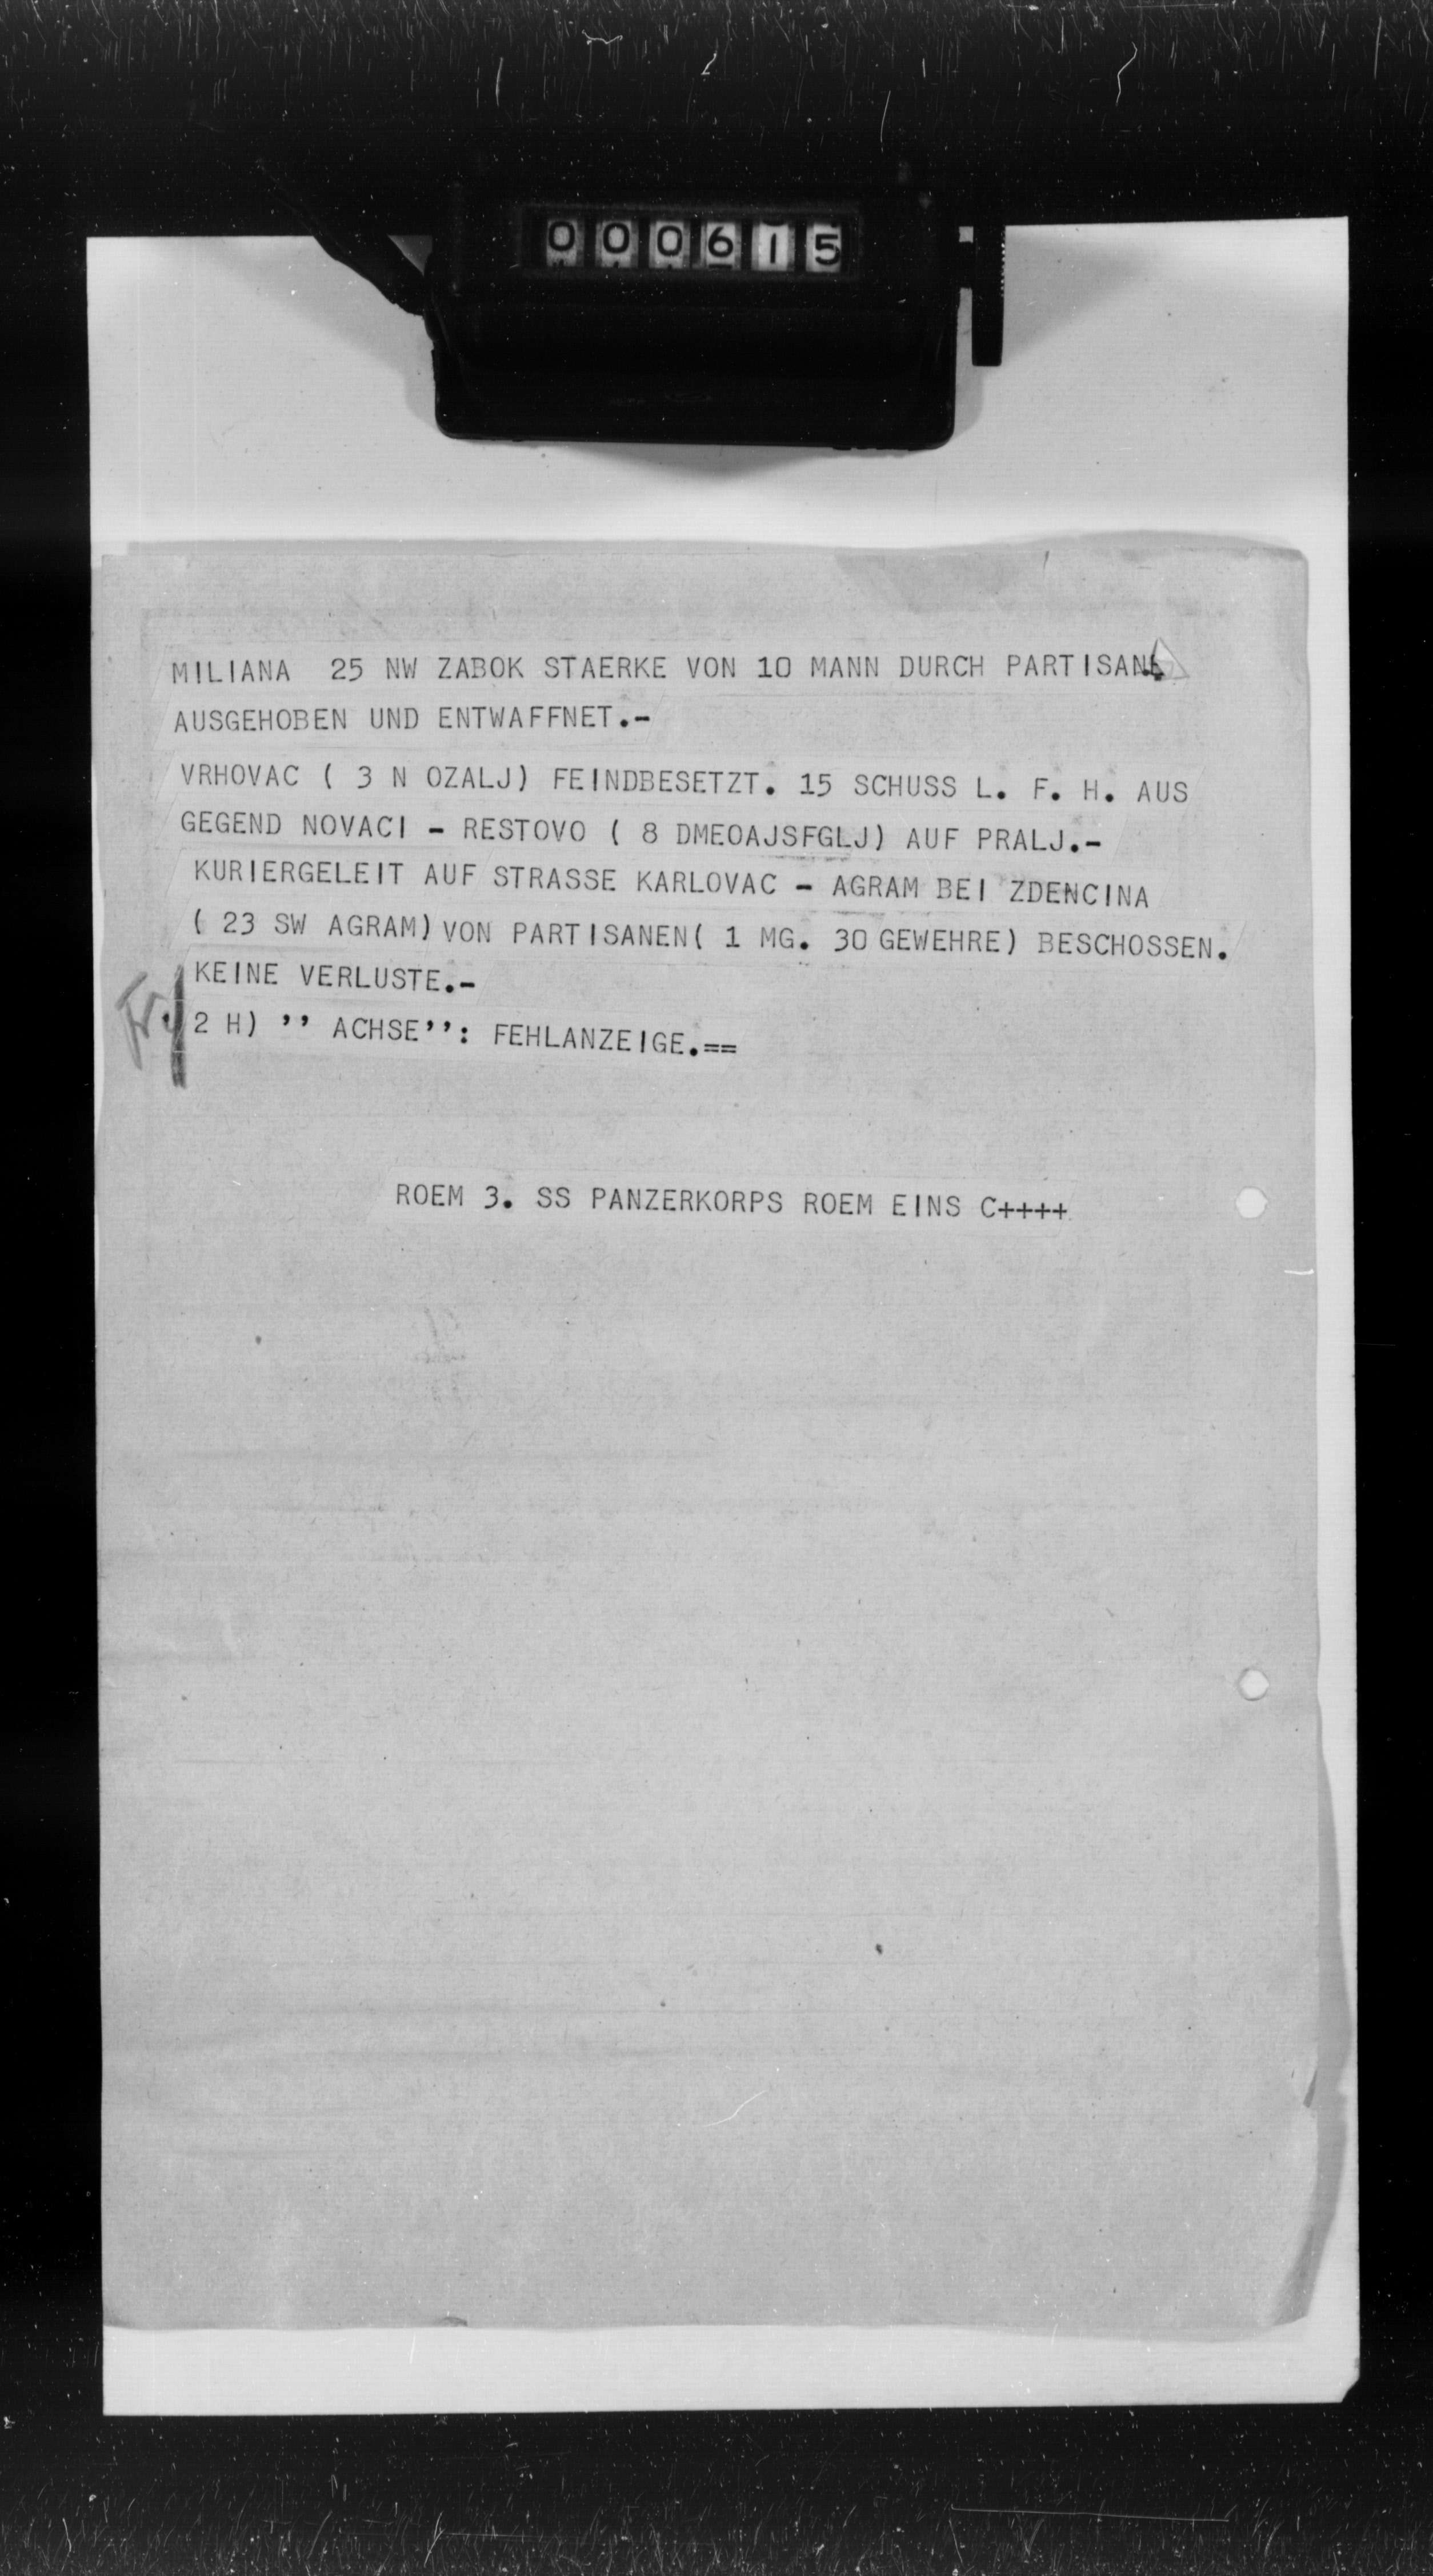 000615
MILIANA 25 NW ZABOK STAERKE VON 10 MANN DURCH PARTISANE
AUSGEHOBEN UND ENTWAFFNET.-
VRHOVAC ( 3 N OZALJ) FEINDBESETZT. 15 SCHUSS L. F. H. AUS
GEGEND NOVACI - RESTOVO ( 8 DMEOAJSFGLJ) AUF PRALJ.-
KURIERGELEIT AUF STRASSE KARLOVAC - AGRAM BEI ZDENCINA
( 23 SW AGRAM) VON PARTISANEN( 1 MG. 30 GEWEHRE) BESCHOSSEN.
KEINE VERLUSTE.-
2 H) ’’ ACHSE’’: FEHLANZEIGE.==
ROEM 3. SS PANZERKORPS ROEM EINS C++++